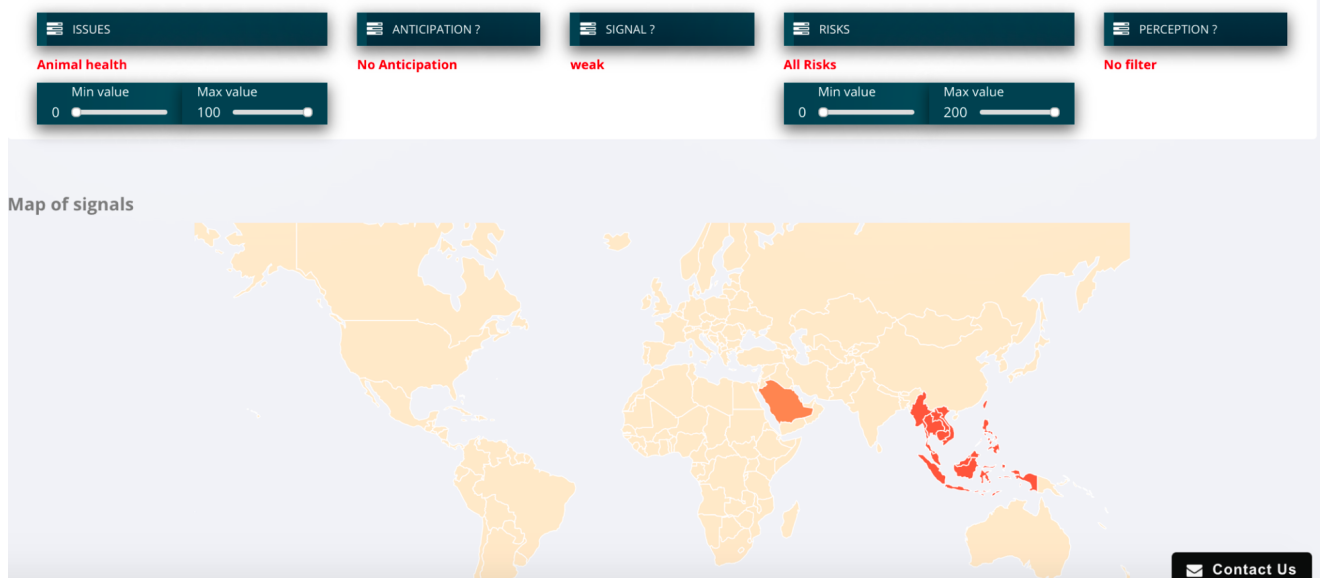 ISSUES
ANTICIPATION ?
SIGNAL ?
RISKS
PERCEPTION ?
Animal health
No Anticipation
weak
All Risks
No filter
Min value
Max value
Min value
Max value
0
100
0
200
Map of signals
Contact Us